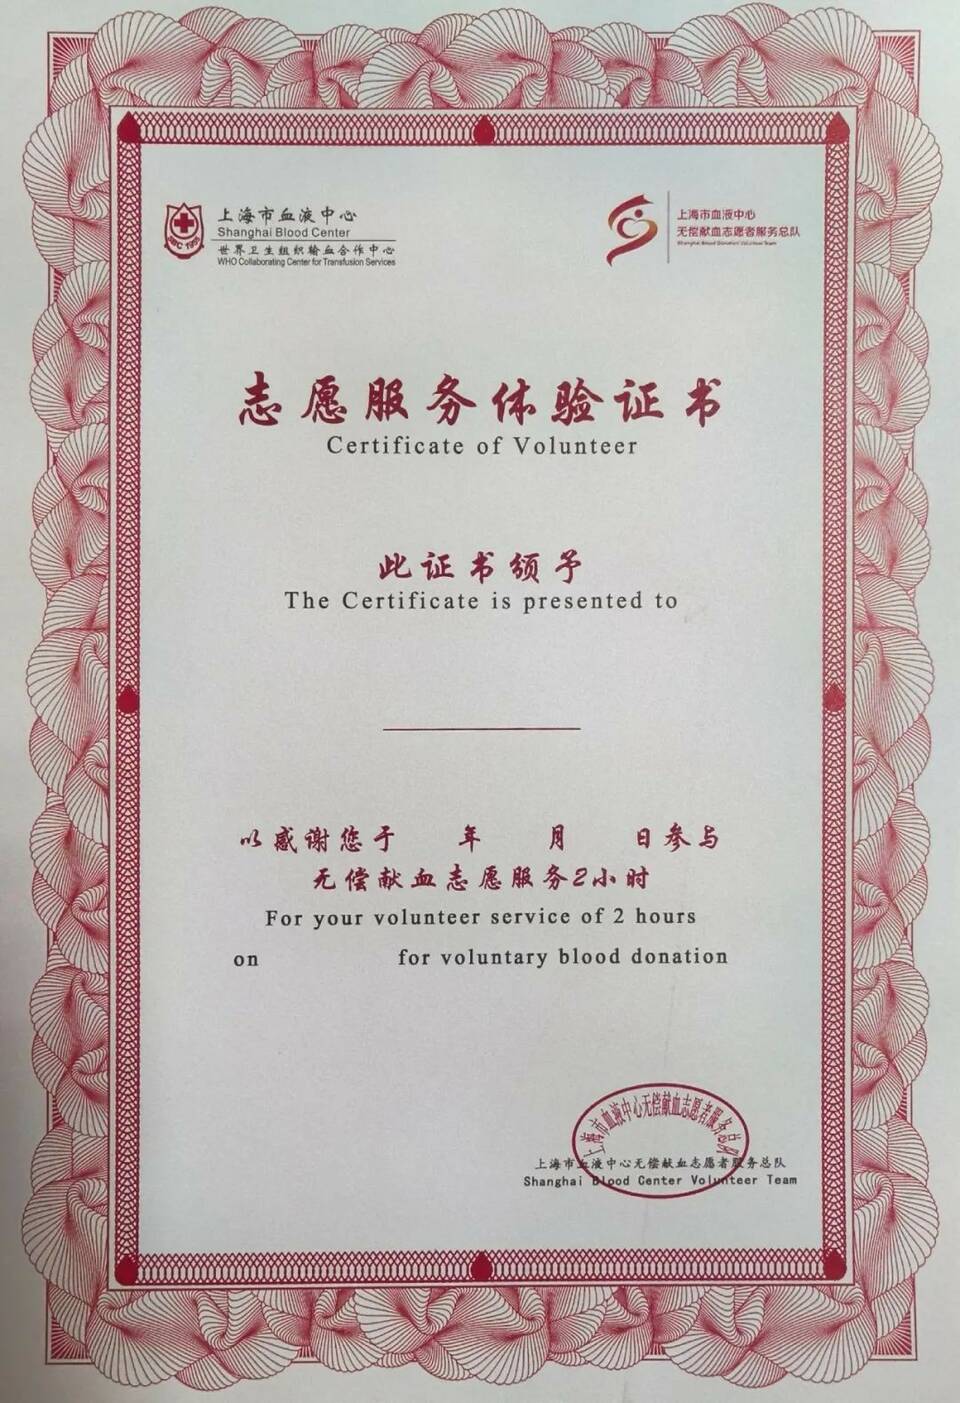 上海市血液中心
Shanghai Blood Center
世界卫生组织输血合作中心
WHO Collaborating Center for Transfusion Services
上海市血液中心
无偿献血志愿者服务总队
Shanghai Blood Donation Volunteer Team
志愿服务体验证书
Certificate of Volunteer
此证书颁予
The Certificate is presented to
以感谢您于 年 月 日参与
无偿献血志愿服务2小时
For your volunteer service of 2 hours
on for voluntary blood donation
上海市血液中心无偿献血志愿者服务总队
上海市血液中心无偿献血志愿者服务总队
Shanghai Blood Center Volunteer Team